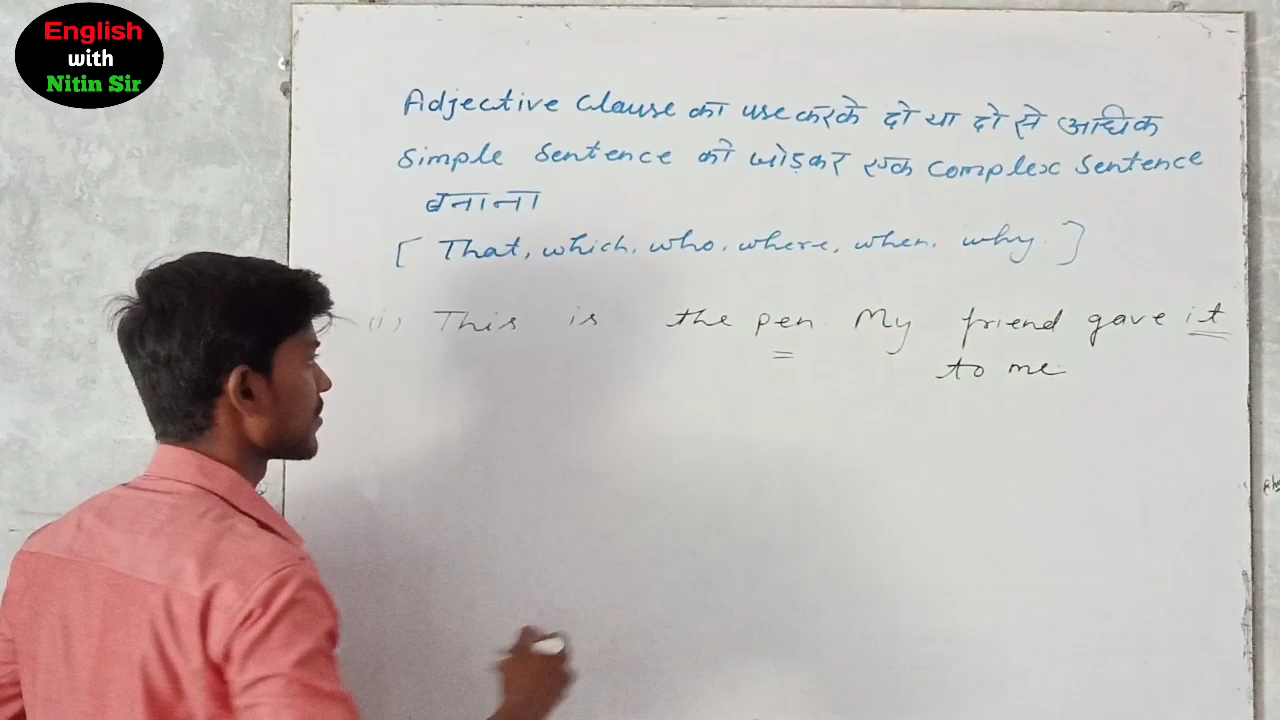 English
with
Nitin Sir
Adjective Clause का use करके दो या दो से अधिक
Simple Sentence को जोड़कर एक Complex Sentence
बनाना
[ That, which, who, where, when, why. ]
(i) This is the pen. My friend gave it
to me.